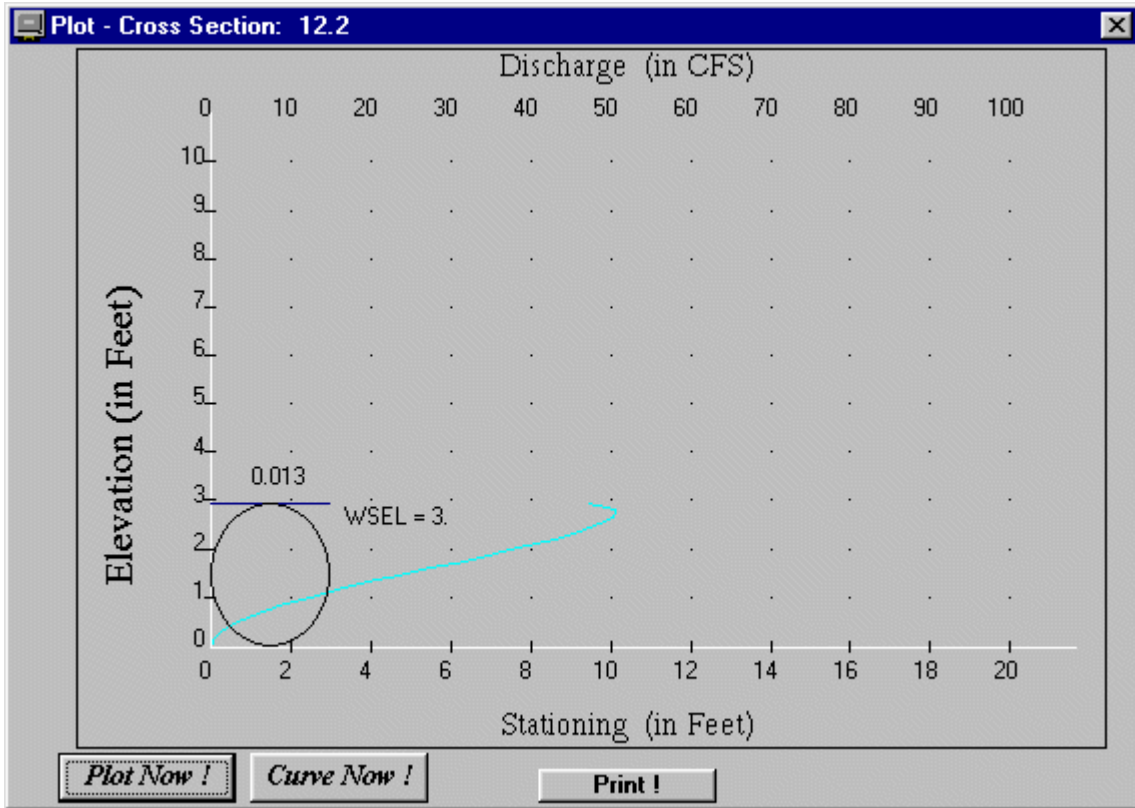 Plot - Cross Section: 12.2
Discharge (in CFS)
0 10 20 30 40 50 60 70 80 90 100
10
9
8
7
6
5
4
3
2
1
0
Elevation (in Feet)
0.013
WSEL = 3.
0 2 4 6 8 10 12 14 16 18 20
Stationing (in Feet)
Plot Now ! Curve Now ! Print !